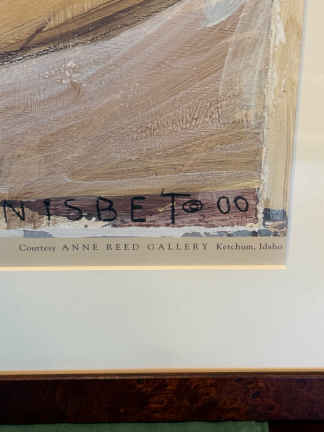 NISBET 00
Courtesy ANNE REED GALLERY Ketchum, Idaho